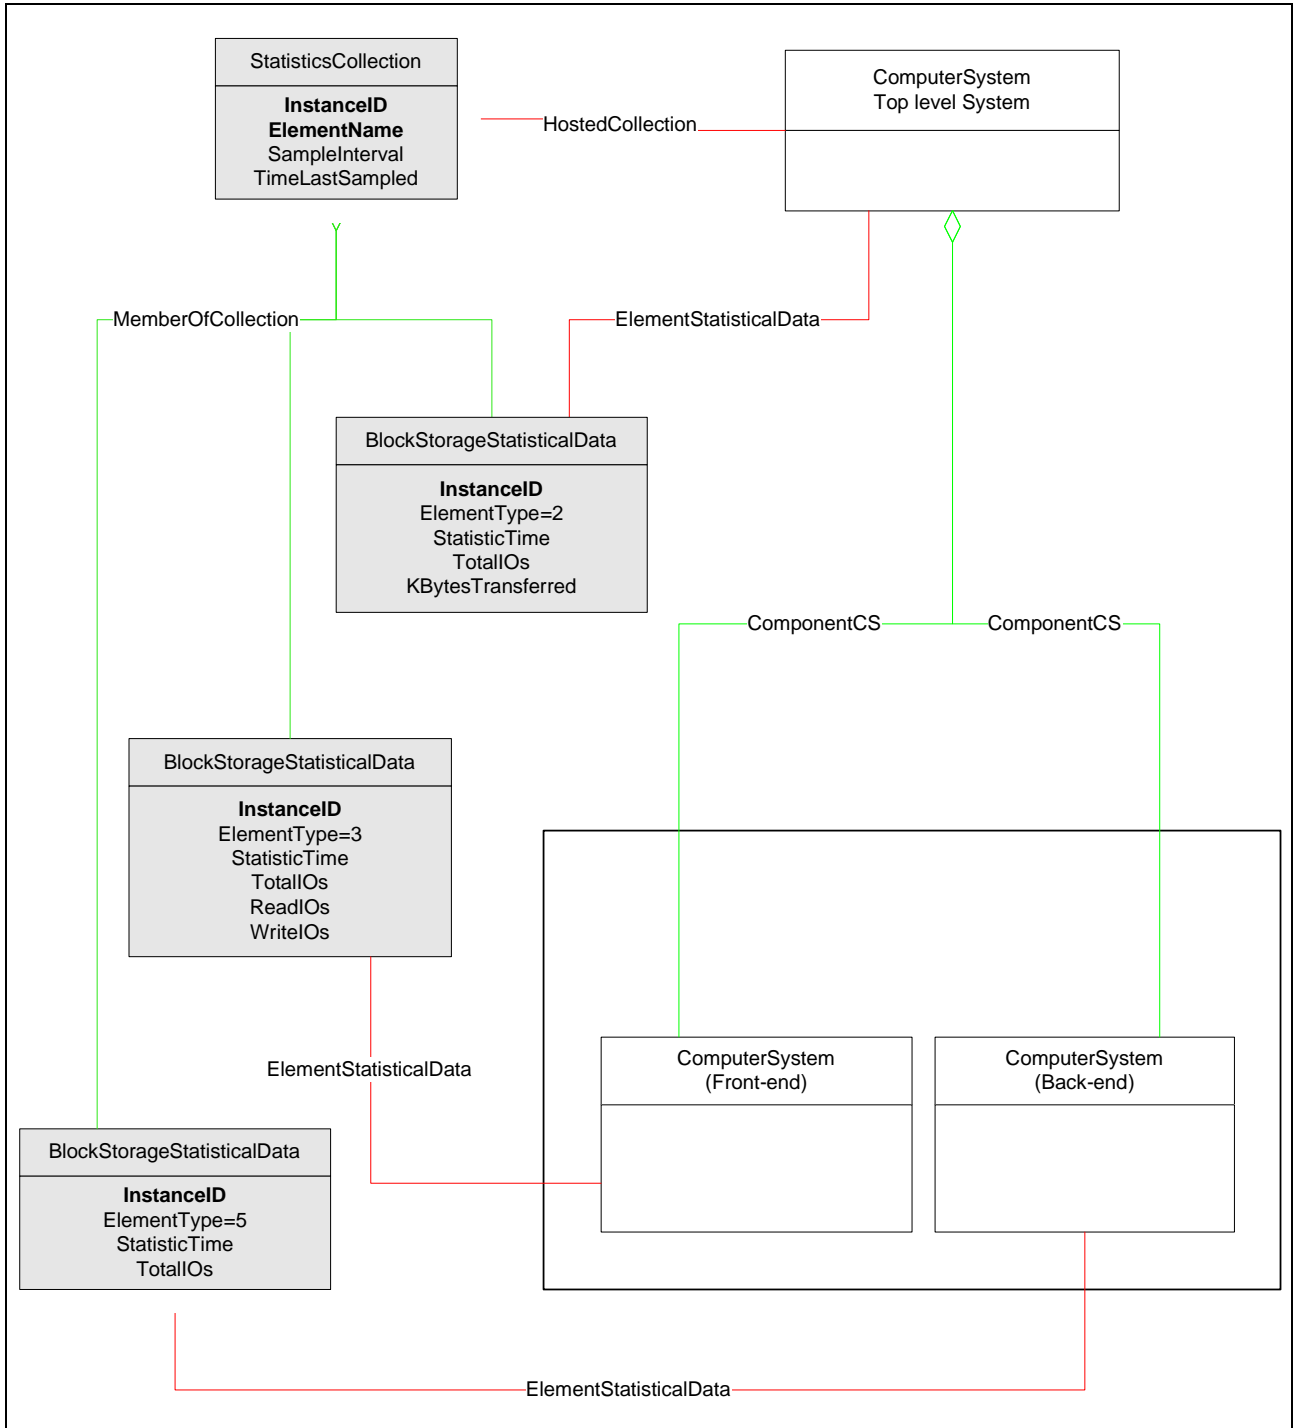 StatisticsCollection
InstanceID
ElementName
SampleInterval
TimeLastSampled
HostedCollection
ComputerSystem
Top level System
MemberOfCollection
ElementStatisticalData
BlockStorageStatisticalData
InstanceID
ElementType=2
StatisticTime
TotalIOs
KBytesTransferred
ComponentCS
ComponentCS
BlockStorageStatisticalData
InstanceID
ElementType=3
StatisticTime
TotalIOs
ReadIOs
WriteIOs
ElementStatisticalData
ComputerSystem
(Front-end)
ComputerSystem
(Back-end)
BlockStorageStatisticalData
InstanceID
ElementType=5
StatisticTime
TotalIOs
ElementStatisticalData